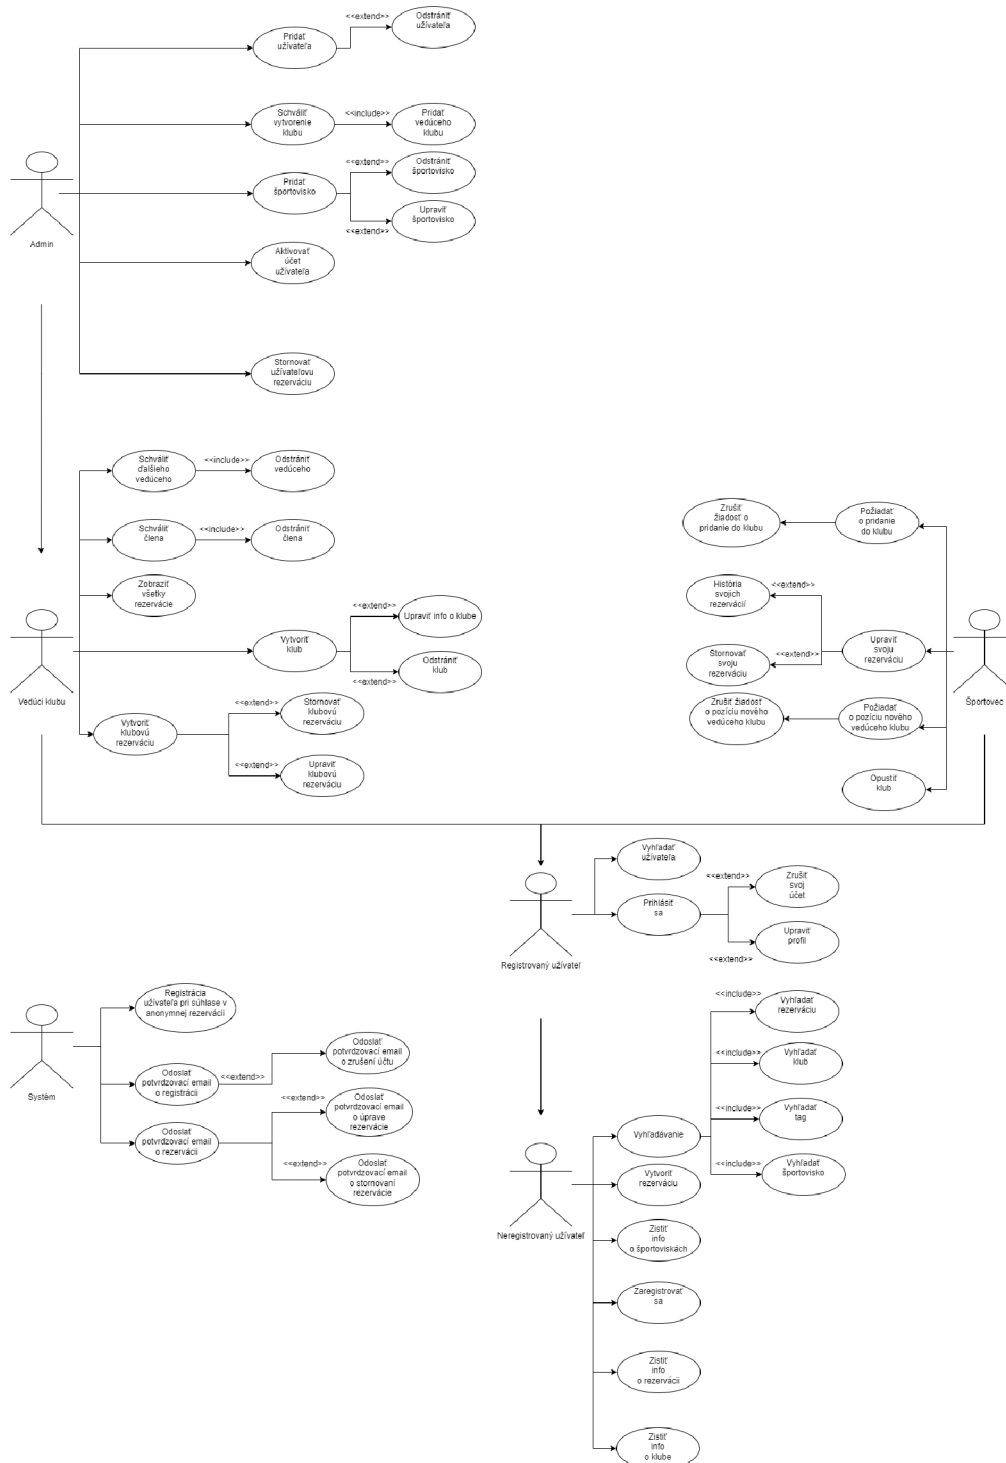 <<extend>>
Odstrániť
užívateľa
Pridať
užívateľa
Schváliť
vytvorenie
klubu
<<include>>
Pridať
vedúceho
klubu
<<extend>>
Odstrániť
športovisko
Pridať
športovisko
Upraviť
športovisko
<<extend>>
Admin
Aktivovať
účet
užívateľa
Stornovať
užívateľovu
rezerváciu
Schváliť
ďalšieho
vedúceho
<<include>>
Odstrániť
vedúceho
Schváliť
člena
<<include>>
Odstrániť
člena
Zobraziť
všetky
rezervácie
Vytvoriť
klub
<<extend>>
Upraviť info o klube
Odstrániť
klub
<<extend>>
Vedúci klubu
Vytvoriť
klubovú
rezerváciu
<<extend>>
Stornovať
klubovú
rezerváciu
<<extend>>
Upraviť
klubovú
rezerváciu
Zrušiť
žiadosť o
pridanie do klubu
Požiadať
o pridanie
do klubu
História
svojich
rezervácií
<<extend>>
Upraviť
svoju
rezerváciu
Stornovať
svoju
rezerváciu
<<extend>>
Športovec
Zrušiť žiadosť
o pozíciu nového
vedúceho klubu
Požiadať
o pozíciu nového
vedúceho klubu
Opustiť
klub
Vyhľadať
užívateľa
Prihlásiť
sa
<<extend>>
Zrušiť
svoj
účet
Upraviť
profil
<<extend>>
Registrovaný užívateľ
Registrácia
užívateľa pri súhlase v
anonymnej rezervácií
Systém
Odoslať
potvrdzovací email
o registrácii
<<extend>>
Odoslať
potvrdzovací email
o zrušení účtu
Odoslať
potvrdzovací email
o rezervácii
<<extend>>
Odoslať
potvrdzovací email
o úprave
rezervácie
<<extend>>
Odoslať
potvrdzovací email
o stornovaní
rezervácie
<<include>>
Vyhľadať
rezerváciu
<<include>>
Vyhľadať
klub
Vyhľadávanie
<<include>>
Vyhľadať
tag
<<include>>
Vyhľadať
športovisko
Vytvoriť
rezerváciu
Neregistrovaný užívateľ
Zistiť
info
o športoviskách
Zaregistrovať
sa
Zistiť
info
o rezervácii
Zistiť
info
o klube